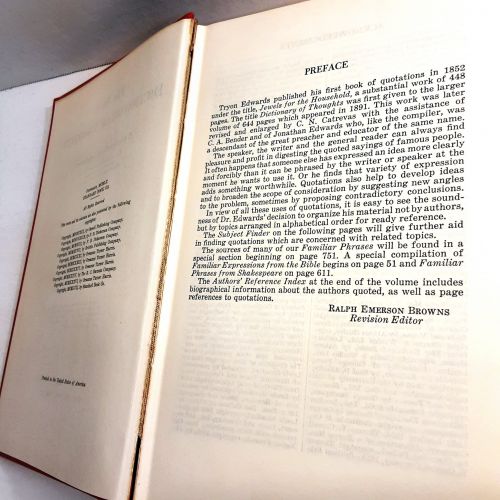 PREFACE
Tryon Edwards published his first book of quotations in 1852
under the title, Jewels for the Household, a substantial work of 448
pages. The title Dictionary of Thoughts was first given to the larger
volume of 644 pages which appeared in 1891. This work was later
revised and enlarged by C. N. Catrevas with the assistance of
C. A. Bender and of Jonathan Edwards who, like the compiler, was
a descendant of the great preacher and educator of the same name.
The speaker, the writer and the general reader can always find
pleasure and profit in digesting the quoted sayings of famous people.
It often happens that someone else has expressed an idea more clearly
and forcibly than it can be phrased by the writer or speaker at the
moment he wants to use it. Or he finds that variety of expression
adds something worthwhile. Quotations also help to develop ideas
and to broaden the scope of consideration by suggesting new angles
to the problem, sometimes by proposing contradictory conclusions.
In view of all these uses of quotations, it is easy to see the sound-
ness of Dr. Edwards' decision to organize his material not by authors,
but by topics arranged in alphabetical order for ready reference.
The Subject Finder on the following pages will give further aid
in finding quotations which are concerned with related topics.
The sources of many of our Familiar Phrases will be found in a
special section beginning on page 751. A special compilation of
Familiar Expressions from the Bible begins on page 51 and Familiar
Phrases from Shakespeare on page 611.
The Authors' Reference Index at the end of the volume includes
biographical information about the authors quoted, as well as page
references to quotations.
RALPH EMERSON BROWNS
Revision Editor
All Rights Reserved
Printed in the United States of America